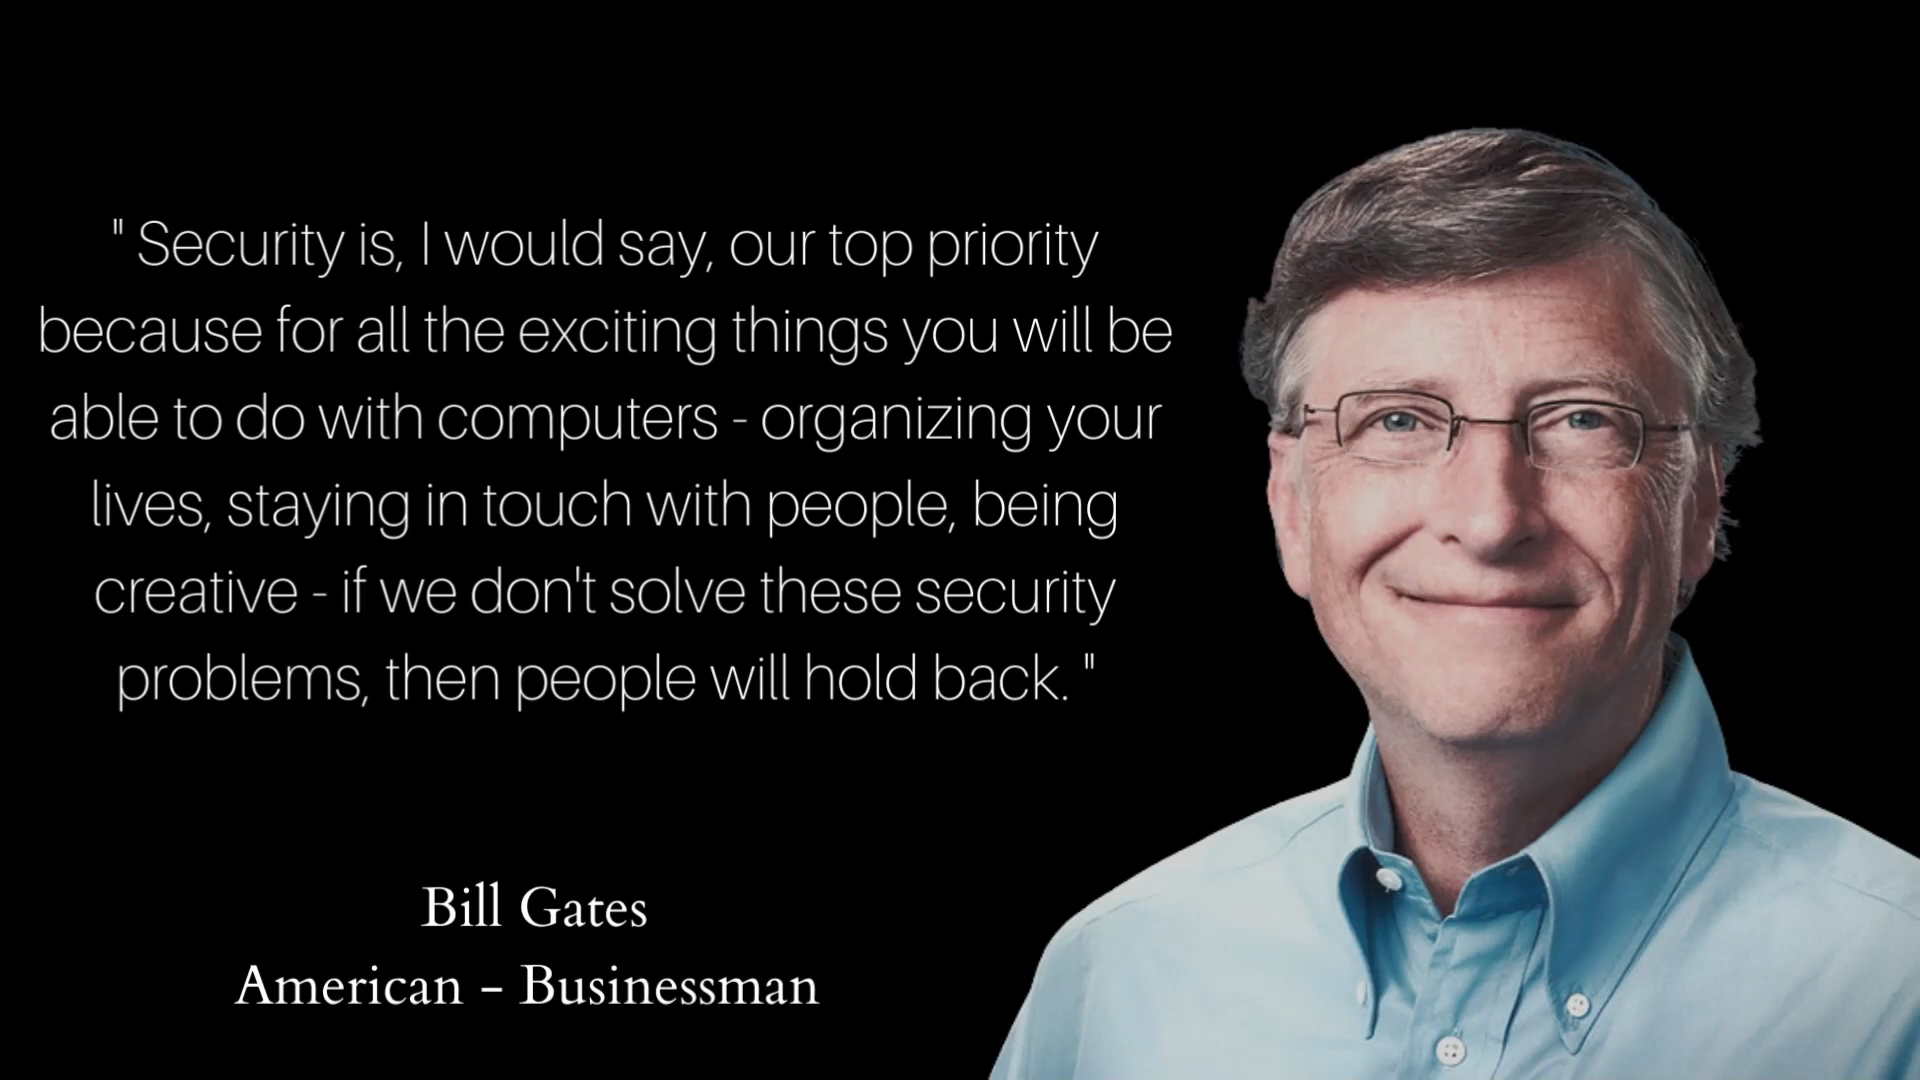 " Security is, I would say, our top priority
because for all the exciting things you will be
able to do with computers - organizing your
lives, staying in touch with people, being
creative - if we don't solve these security
problems, then people will hold back. "
Bill Gates
American - Businessman